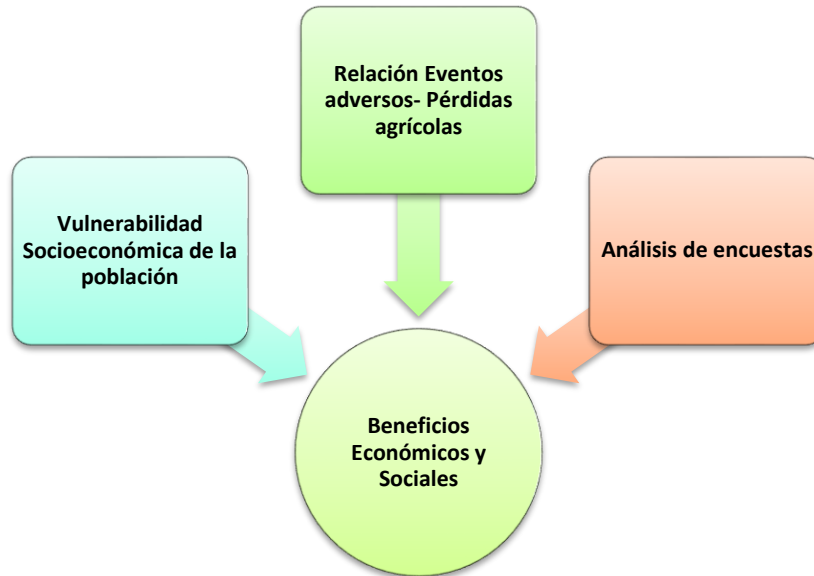 Relación Eventos
adversos- Pérdidas
agrícolas
Vulnerabilidad
Socioeconómica de la
población
Análisis de encuestas
Beneficios
Económicos y
Sociales